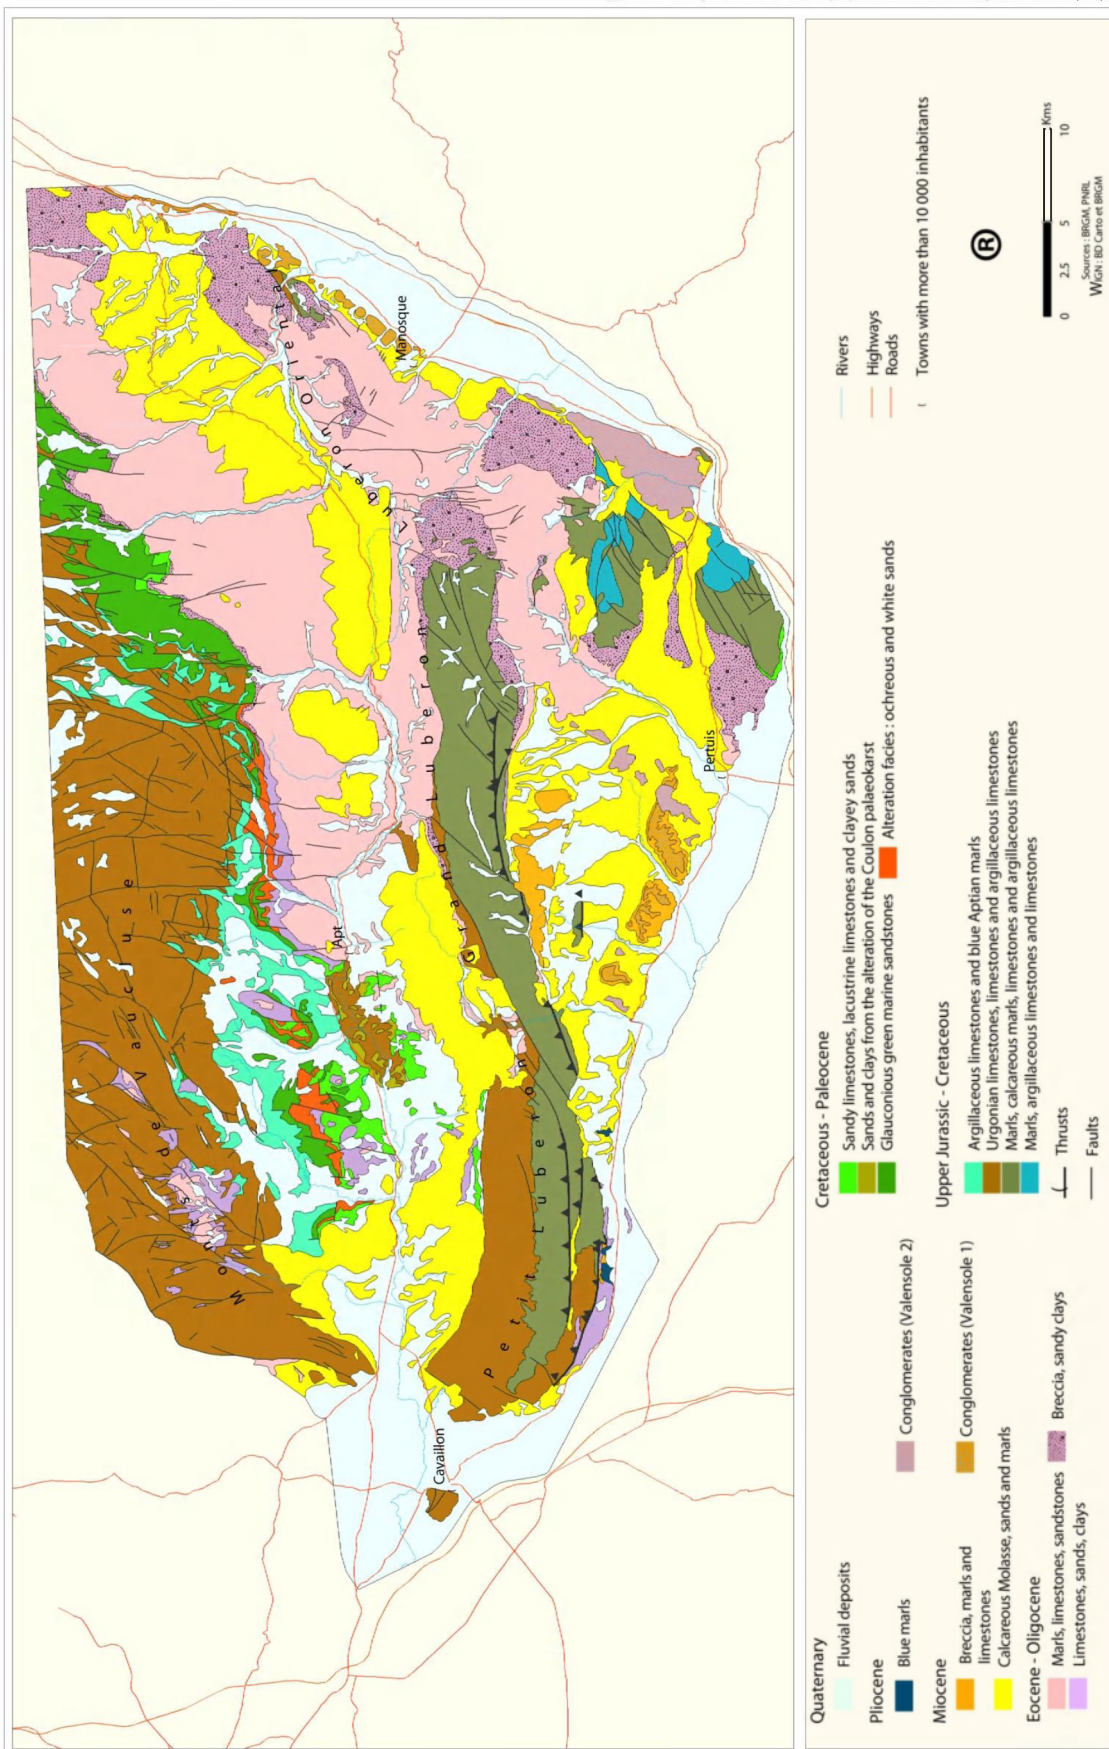 Monts de Vaucluse
Luberon Oriental
Grand Luberon
Petit Luberon
Manosque
Apt
Pertuis
Cavaillon
Quaternary
Fluvial deposits
Pliocene
Blue marls
Conglomerates (Valensole 2)
Miocene
Breccia, marls and
limestones
Conglomerates (Valensole 1)
Calcareous Molasse, sands and marls
Eocene - Oligocene
Marls, limestones, sandstones
Breccia, sandy clays
Limestones, sands, clays
Cretaceous - Paleocene
Sandy limestones, lacustrine limestones and clayey sands
Sands and clays from the alteration of the Coulon palaeokarst
Glauconious green marine sandstones
Alteration facies : ochreous and white sands
Upper Jurassic - Cretaceous
Argillaceous limestones and blue Aptian marls
Urgonian limestones, limestones and argillaceous limestones
Marls, calcareous marls, limestones and argillaceous limestones
Marls, argillaceous limestones and limestones
Thrusts
Faults
Rivers
Highways
Roads
Towns with more than 10 000 inhabitants
R
0 2.5 5 10 Kms
Sources : BRGM, PNRL
WIGN : BD Carto et BRGM